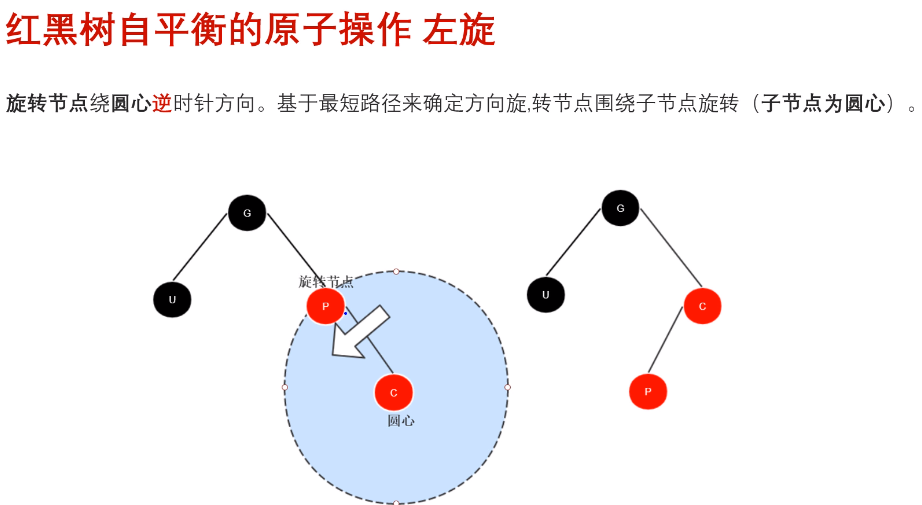 红黑树自平衡的原子操作 左旋
旋转节点绕圆心逆时针方向。基于最短路径来确定方向旋,转节点围绕子节点旋转（子节点为圆心）。
G
U
旋转节点
P
C
圆心
G
U
C
P